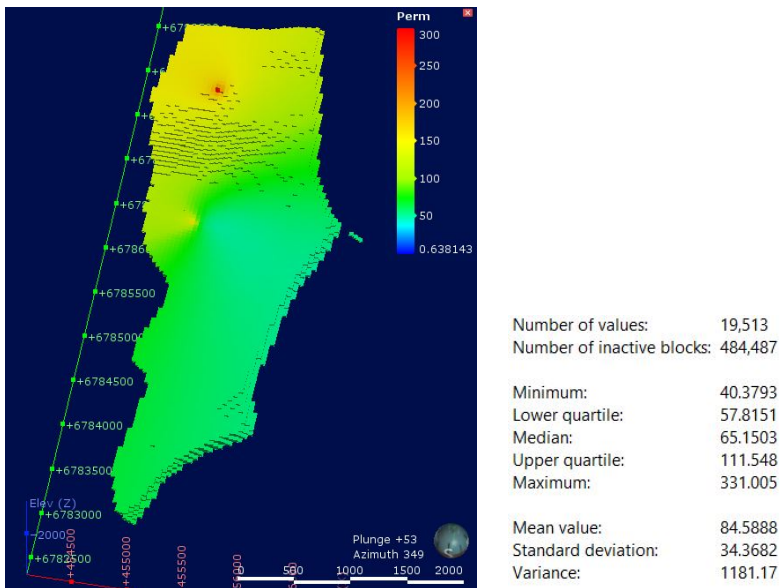 Perm
300
250
200
150
100
50
0.638143
+6785500
+6785000
+6784500
+6784000
+6783500
+6783000
+6782500
Elev (Z)
-2000
+455000
+455500
Plunge +53
Azimuth 349
0 500 1000 1500 2000
Number of values: 19,513
Number of inactive blocks: 484,487
Minimum: 40.3793
Lower quartile: 57.8151
Median: 65.1503
Upper quartile: 111.548
Maximum: 331.005
Mean value: 84.5888
Standard deviation: 34.3682
Variance: 1181.17